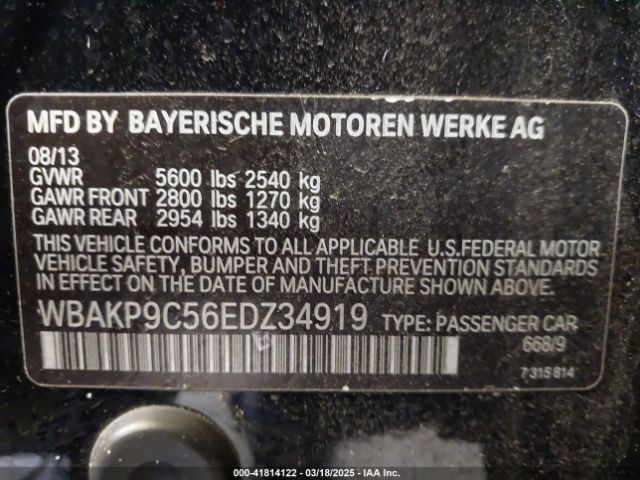 MFD BY BAYERISCHE MOTOREN WERKE AG
08/13
GVWR 5600 lbs 2540 kg
GAWR FRONT 2800 lbs 1270 kg
GAWR REAR 2954 lbs 1340 kg
THIS VEHICLE CONFORMS TO ALL APPLICABLE U.S.FEDERAL MOTOR
VEHICLE SAFETY, BUMPER AND THEFT PREVENTION STANDARDS
IN EFFECT ON THE DATE OF MANUFACTURE SHOWN ABOVE.
WBAKP9C56EDZ34919 TYPE: PASSENGER CAR
668/9
7 315 814
000-41814122 — 03/18/2025 — IAA Inc.